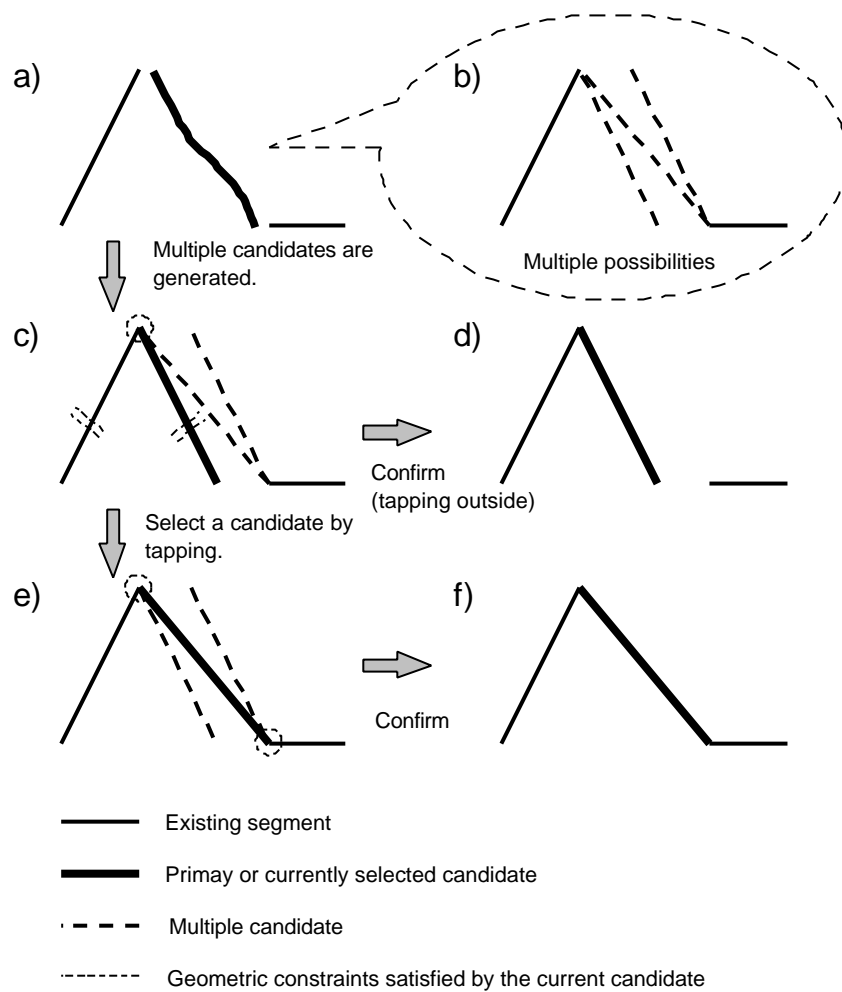 a)
b)
Multiple candidates are
generated.
Multiple possibilities
c)
d)
Confirm
(tapping outside)
Select a candidate by
tapping.
e)
f)
Confirm
Existing segment
Primay or currently selected candidate
Multiple candidate
Geometric constraints satisfied by the current candidate